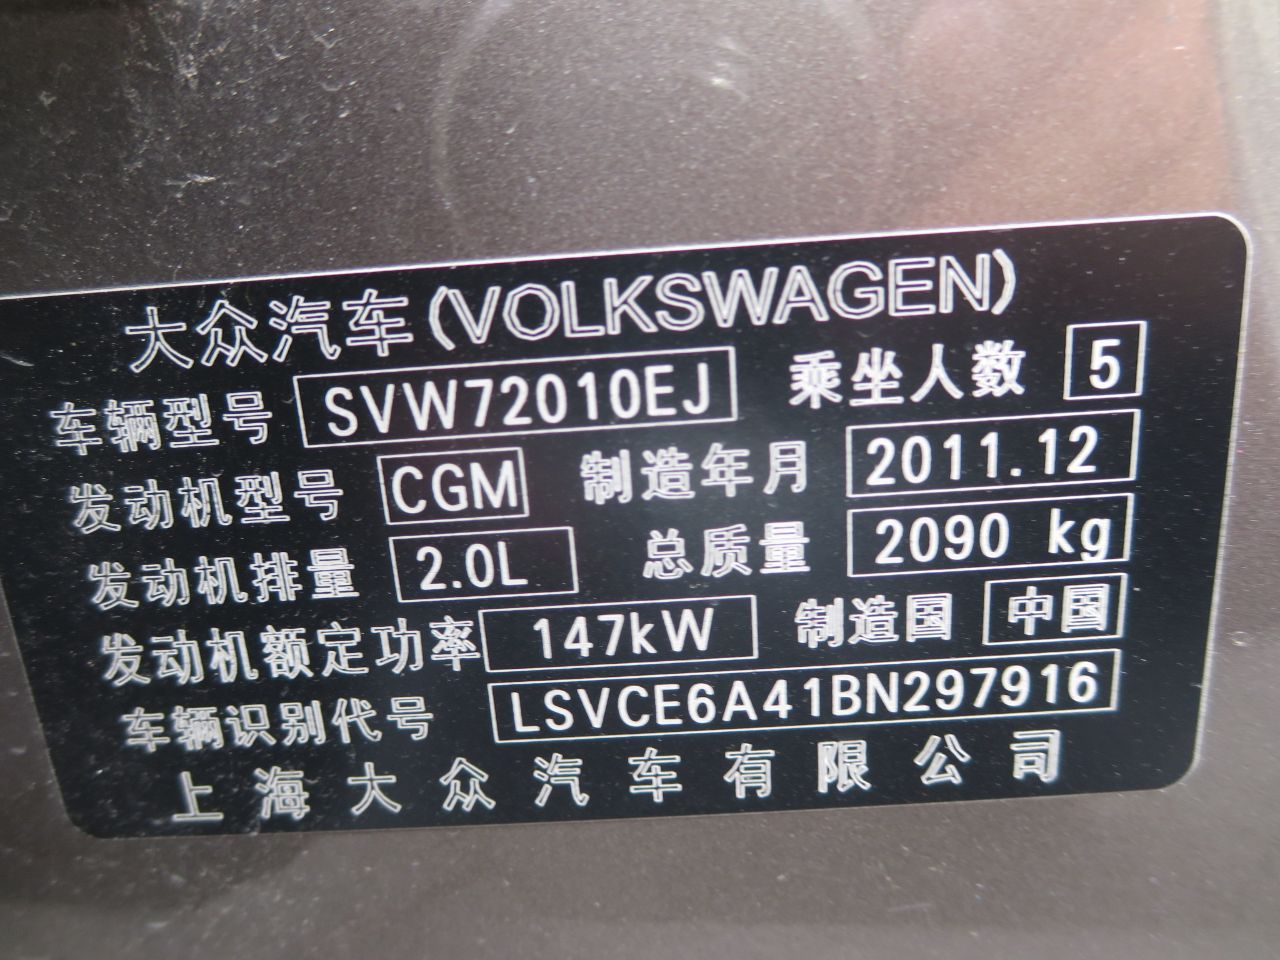 大众汽车(VOLKSWAGEN)
车辆型号 SVW72010EJ 乘坐人数 5
发动机型号 CGM 制造年月 2011.12
发动机排量 2.0L 总质量 2090 kg
发动机额定功率 147kW 制造国 中国
车辆识别代号 LSVCE6A41BN297916
上海大众汽车有限公司